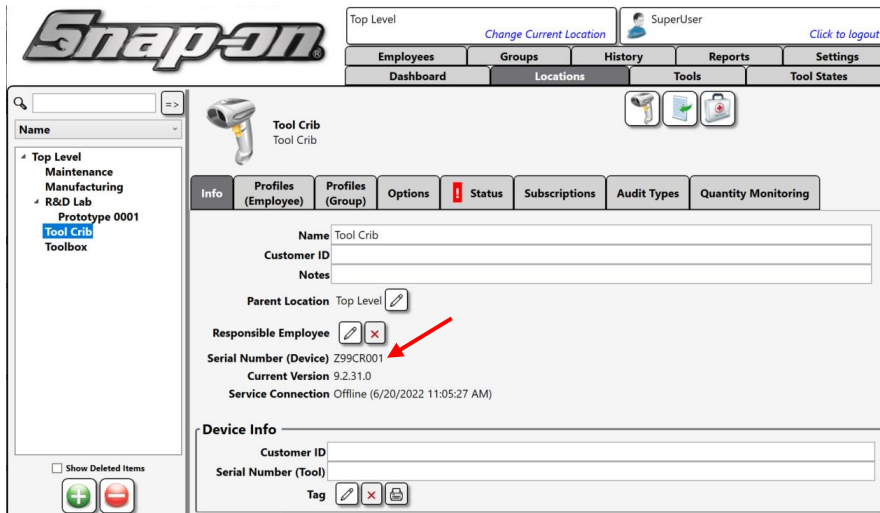 Snap-on®
Top Level
Change Current Location
SuperUser
Click to logout
Employees Groups History Reports Settings
Dashboard Locations Tools Tool States
=>
Name
Top Level
Maintenance
Manufacturing
R&D Lab
Prototype 0001
Tool Crib
Toolbox
Show Deleted Items
Tool Crib
Tool Crib
Info Profiles (Employee) Profiles (Group) Options ! Status Subscriptions Audit Types Quantity Monitoring
Name Tool Crib
Customer ID
Notes
Parent Location Top Level
Responsible Employee
Serial Number (Device) Z99CR001
Current Version 9.2.31.0
Service Connection Offline (6/20/2022 11:05:27 AM)
Device Info
Customer ID
Serial Number (Tool)
Tag